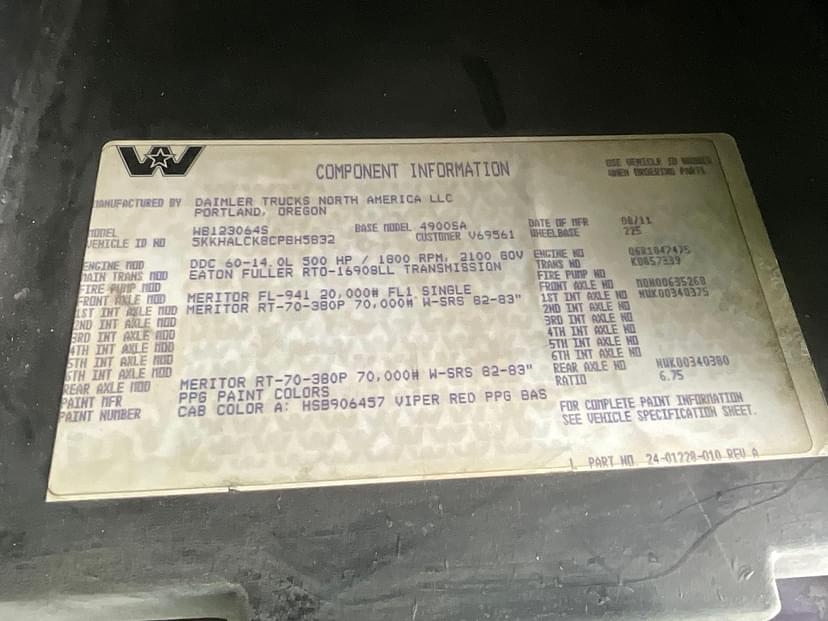 W
COMPONENT INFORMATION
USE VEHICLE ID NUMBER
WHEN ORDERING PARTS
MANUFACTURED BY DAIMLER TRUCKS NORTH AMERICA LLC
PORTLAND, OREGON
MODEL WB123064S BASE MODEL 4900SA DATE OF MFR 08/11
VEHICLE ID NO 5KKHALCK8CPBH5832 CUSTOMER V69561 WHEELBASE 225
ENGINE MOD DDC 60-14.0L 500 HP / 1800 RPM, 2100 GOV ENGINE NO 06R1047475
MAIN TRANS MOD EATON FULLER RTO-16908LL TRANSMISSION TRANS NO K0857339
FIRE PUMP MOD FIRE PUMP NO
FRONT AXLE MOD MERITOR FL-941 20,000# FL1 SINGLE FRONT AXLE NO NQN00635268
1ST INT AXLE MOD MERITOR RT-70-380P 70,000# W-SRS 82-83" 1ST INT AXLE NO NUK00340375
2ND INT AXLE MOD 2ND INT AXLE NO
3RD INT AXLE MOD 3RD INT AXLE NO
4TH INT AXLE MOD 4TH INT AXLE NO
5TH INT AXLE MOD 5TH INT AXLE NO
6TH INT AXLE MOD 6TH INT AXLE NO
REAR AXLE MOD MERITOR RT-70-380P 70,000# W-SRS 82-83" REAR AXLE NO NUK00340380
PAINT MFR PPG PAINT COLORS RATIO 6.75
PAINT NUMBER CAB COLOR A: HSB906457 VIPER RED PPG BAS
FOR COMPLETE PAINT INFORMATION
SEE VEHICLE SPECIFICATION SHEET.
PART NO. 24-01228-010 REV A